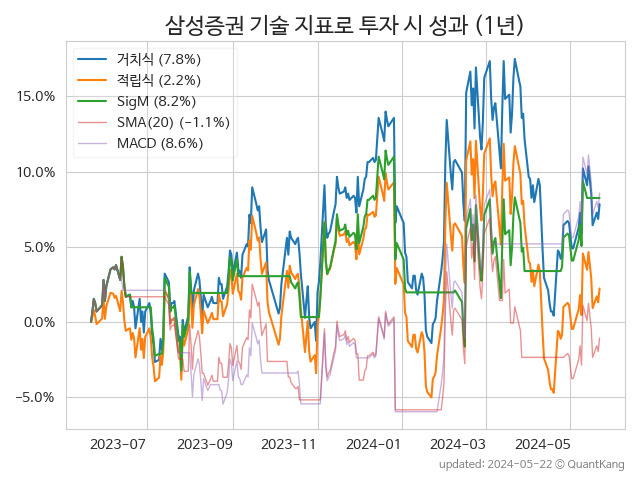 삼성증권 기술 지표로 투자 시 성과 (1년)
거치식 (7.8%)
적립식 (2.2%)
SigM (8.2%)
SMA(20) (−1.1%)
MACD (8.6%)
15.0%
10.0%
5.0%
0.0%
−5.0%
2023-07 2023-09 2023-11 2024-01 2024-03 2024-05
updated: 2024-05-22 ⓒ QuantKang